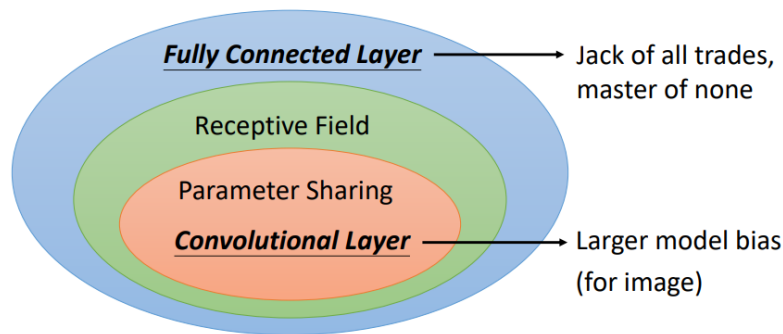 Fully Connected Layer
Jack of all trades,
master of none
Receptive Field
Parameter Sharing
Convolutional Layer
Larger model bias
(for image)